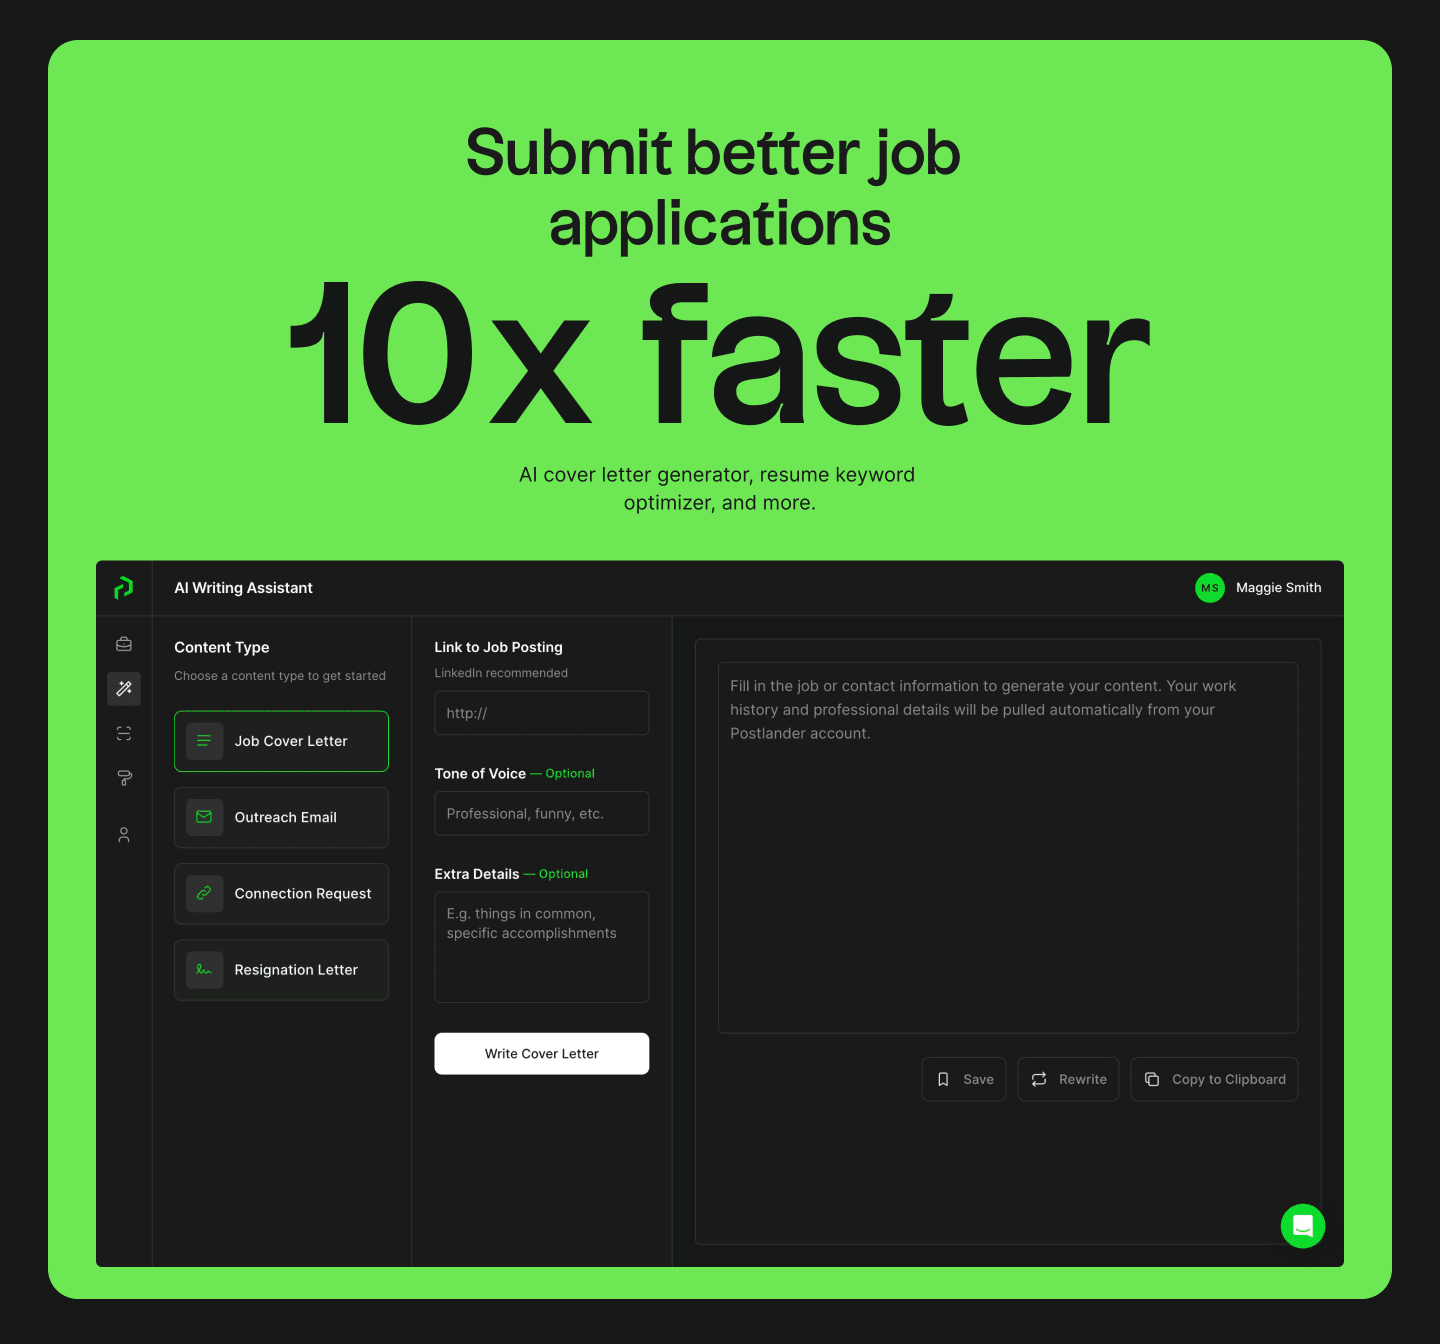 Submit better job
applications
10x faster
AI cover letter generator, resume keyword
optimizer, and more.
AI Writing Assistant
MS
Maggie Smith
Content Type
Choose a content type to get started
Job Cover Letter
Outreach Email
Connection Request
Resignation Letter
Link to Job Posting
LinkedIn recommended
http://
Tone of Voice — Optional
Professional, funny, etc.
Extra Details — Optional
E.g. things in common,
specific accomplishments
Write Cover Letter
Fill in the job or contact information to generate your content. Your work
history and professional details will be pulled automatically from your
Postlander account.
Save
Rewrite
Copy to Clipboard